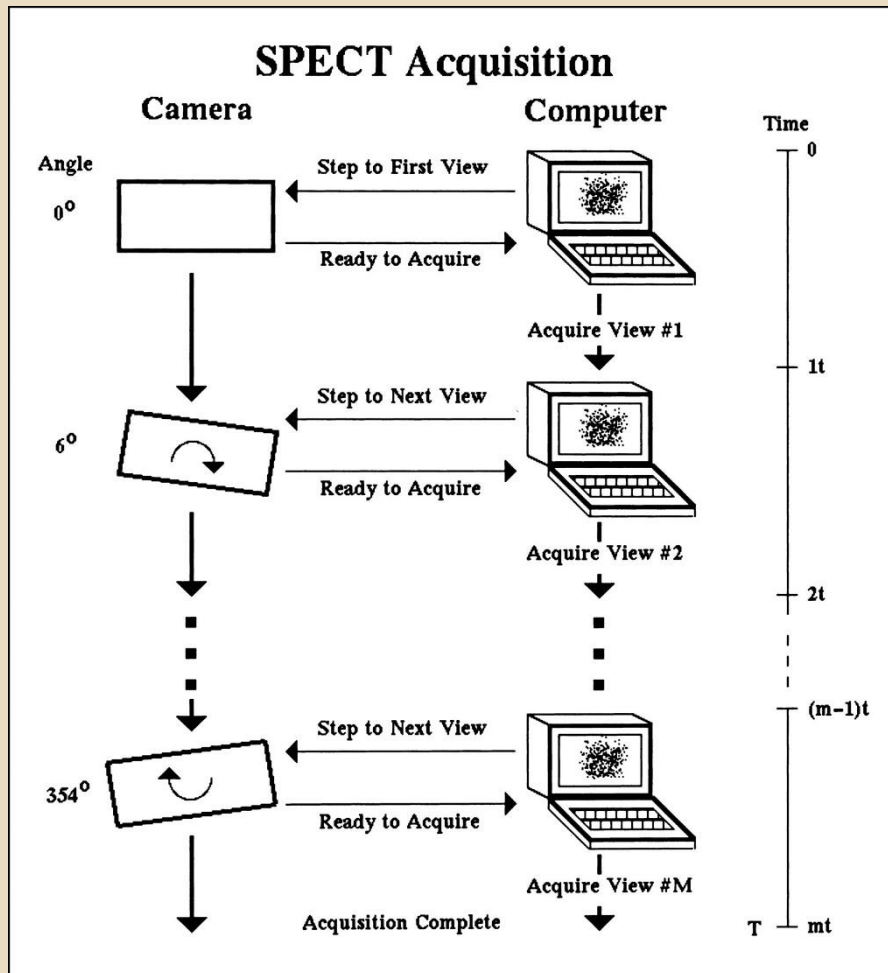 SPECT Acquisition
Camera
Computer
Time
Angle
0
Step to First View
0°
Ready to Acquire
Acquire View #1
1t
Step to Next View
6°
Ready to Acquire
Acquire View #2
2t
(m-1)t
Step to Next View
354°
Ready to Acquire
Acquire View #M
Acquisition Complete
T
mt